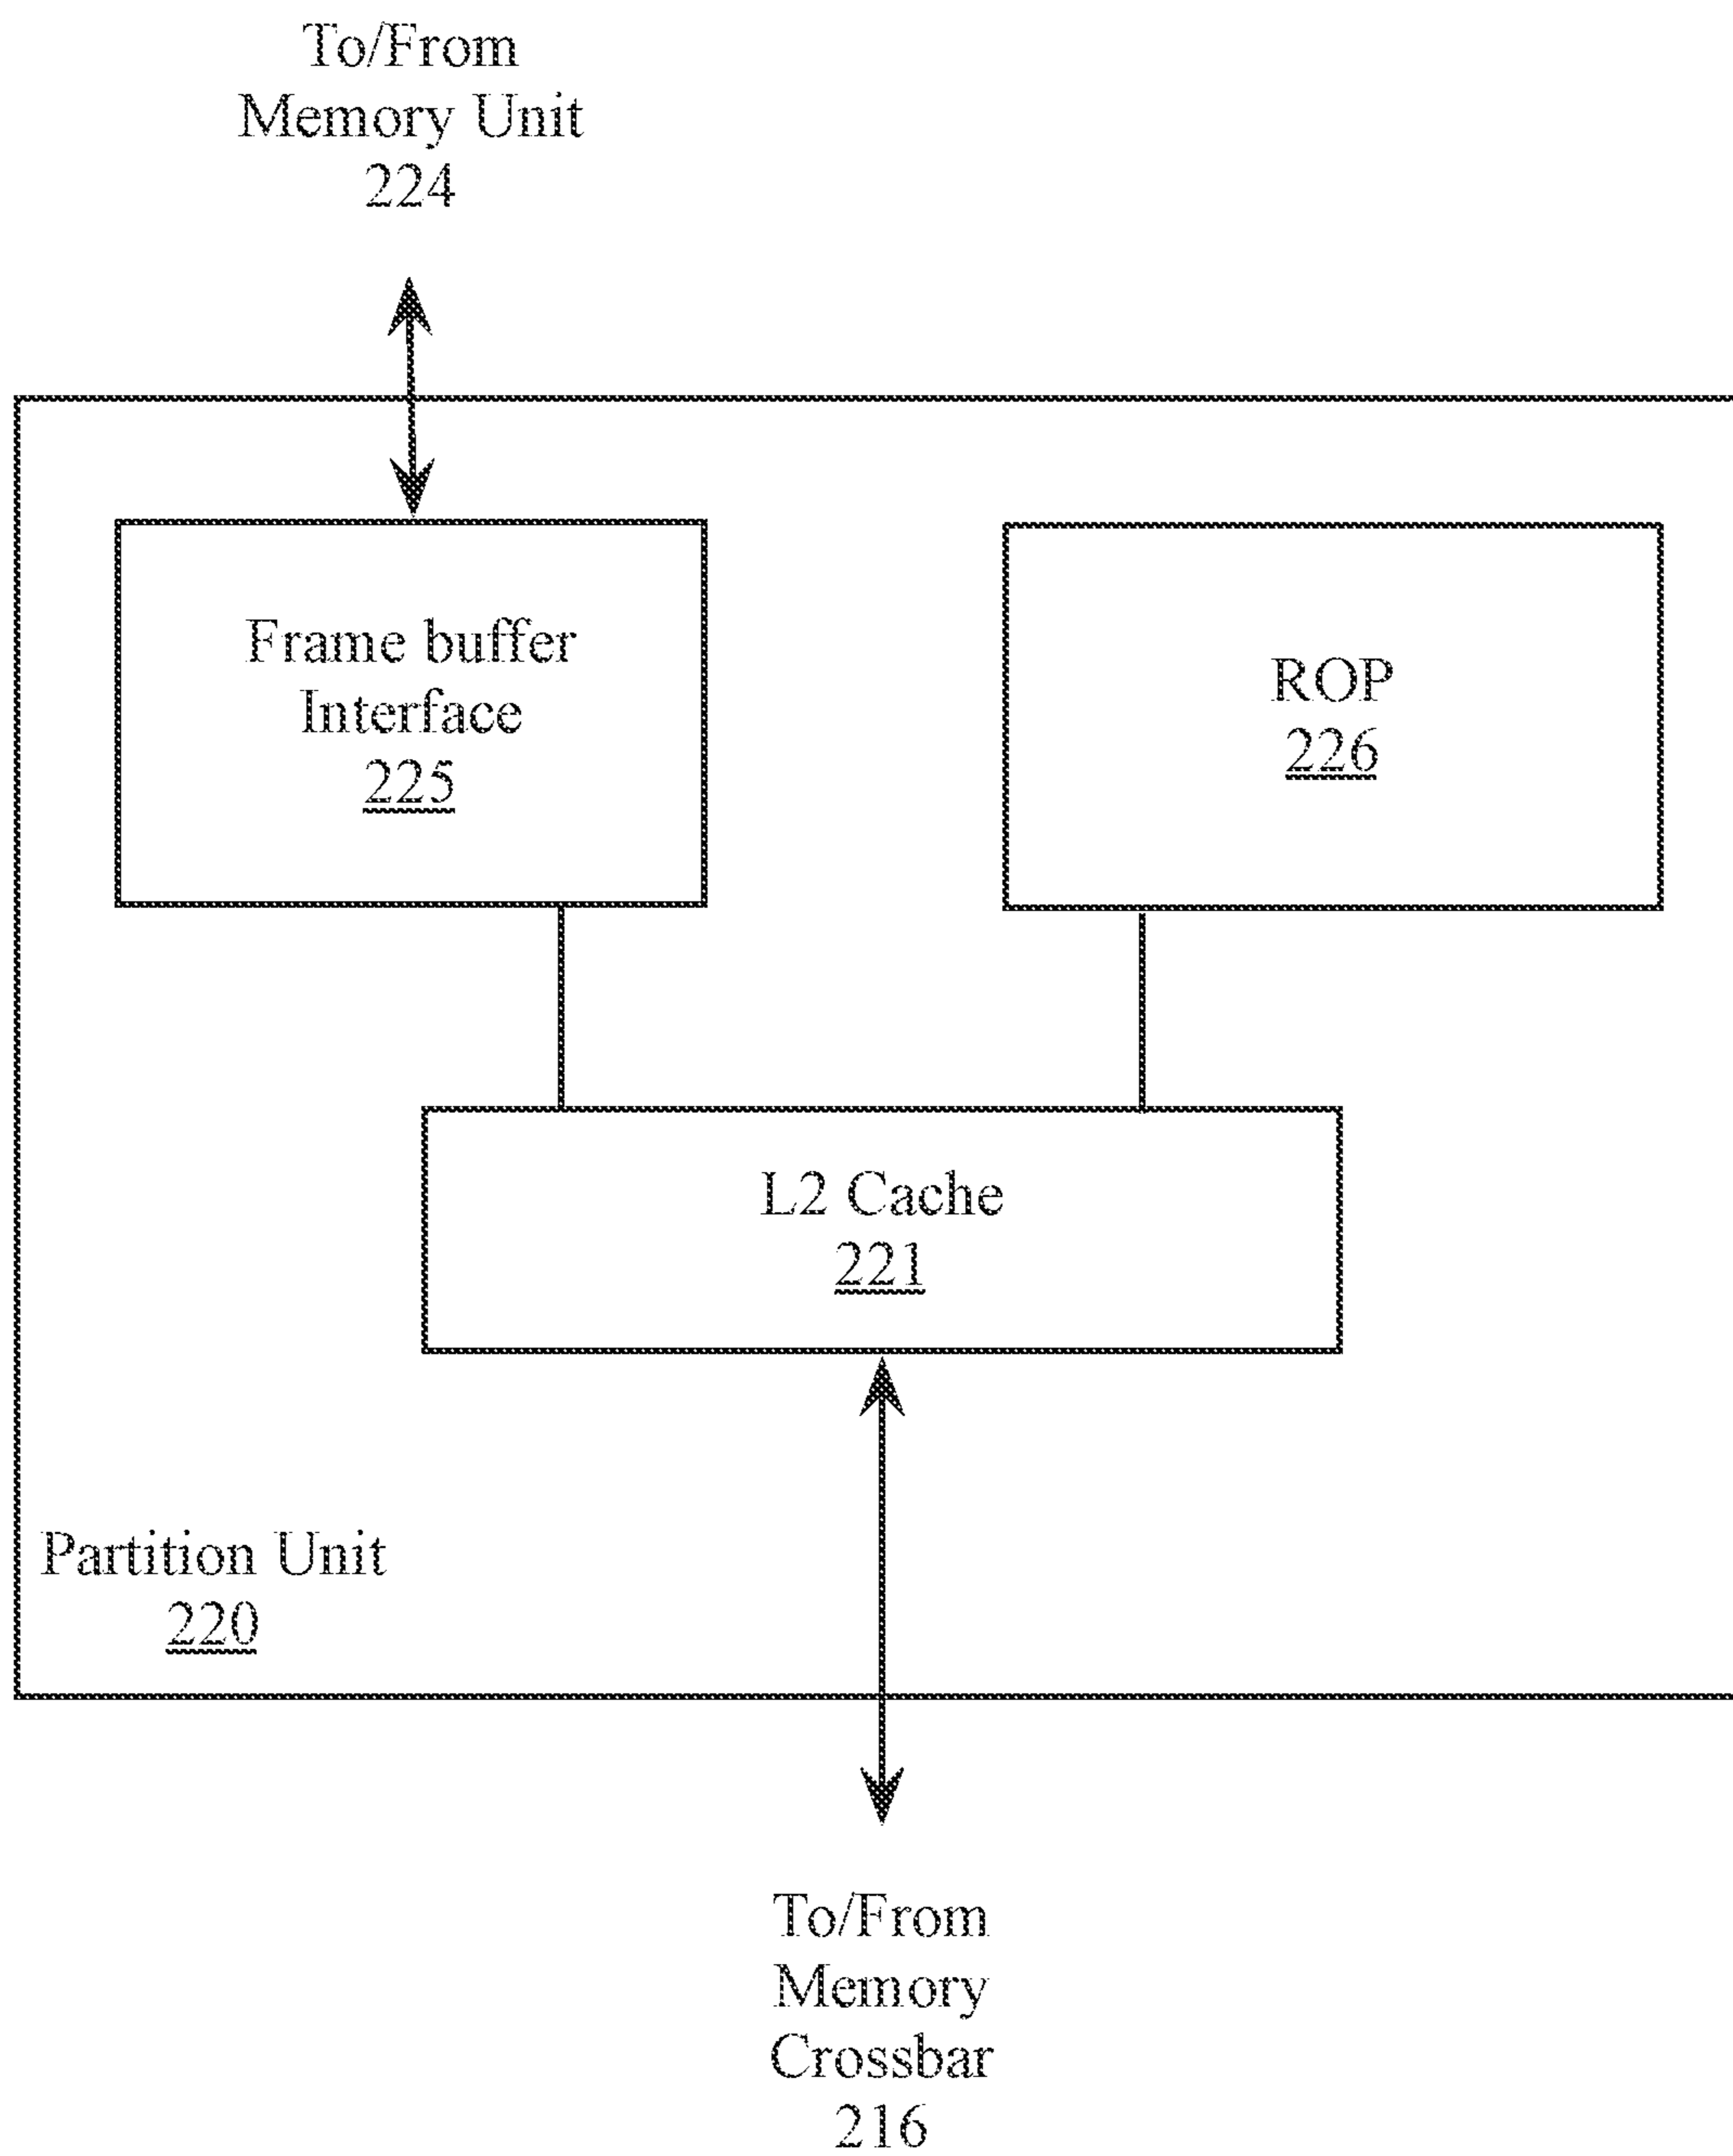 To/From
Memory Unit
224
Frame buffer
Interface
225
ROP
226
L2 Cache
221
Partition Unit
220
To/From
Memory
Crossbar
216